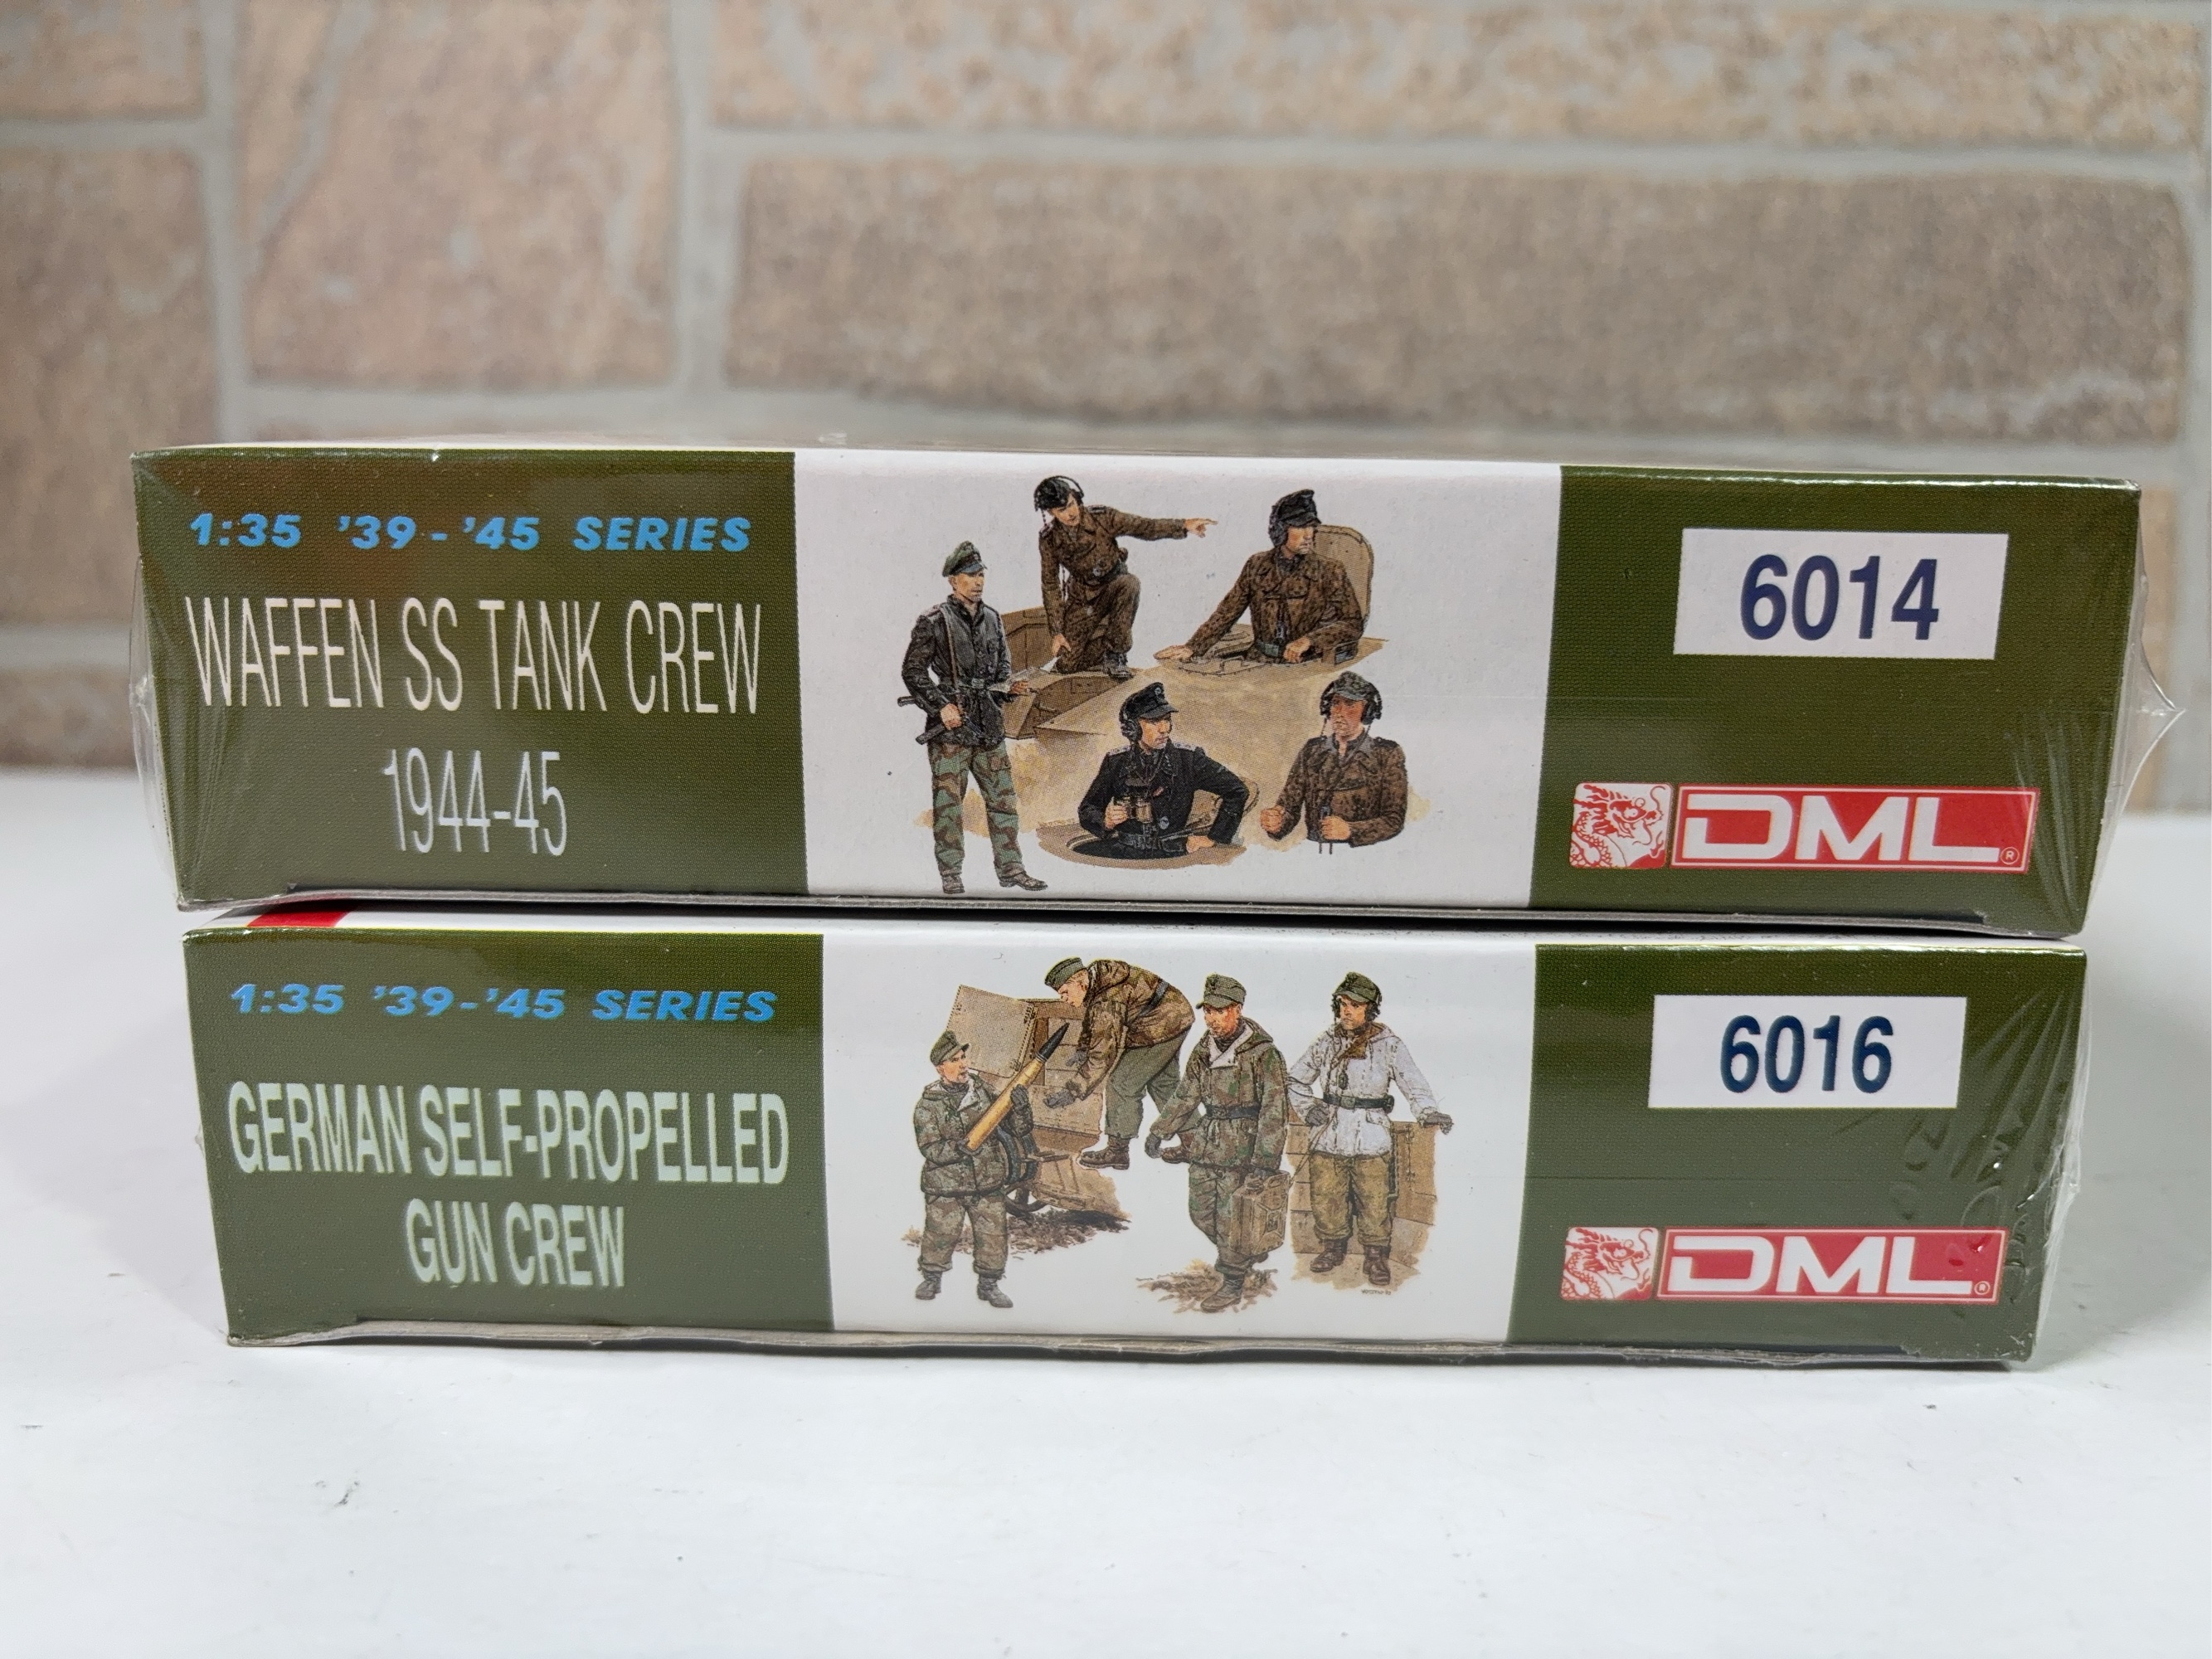 1:35 '39-'45 SERIES
WAFFEN SS TANK CREW
1944-45
6014
DML®
1:35 '39-'45 SERIES
GERMAN SELF-PROPELLED
GUN CREW
6016
DML®